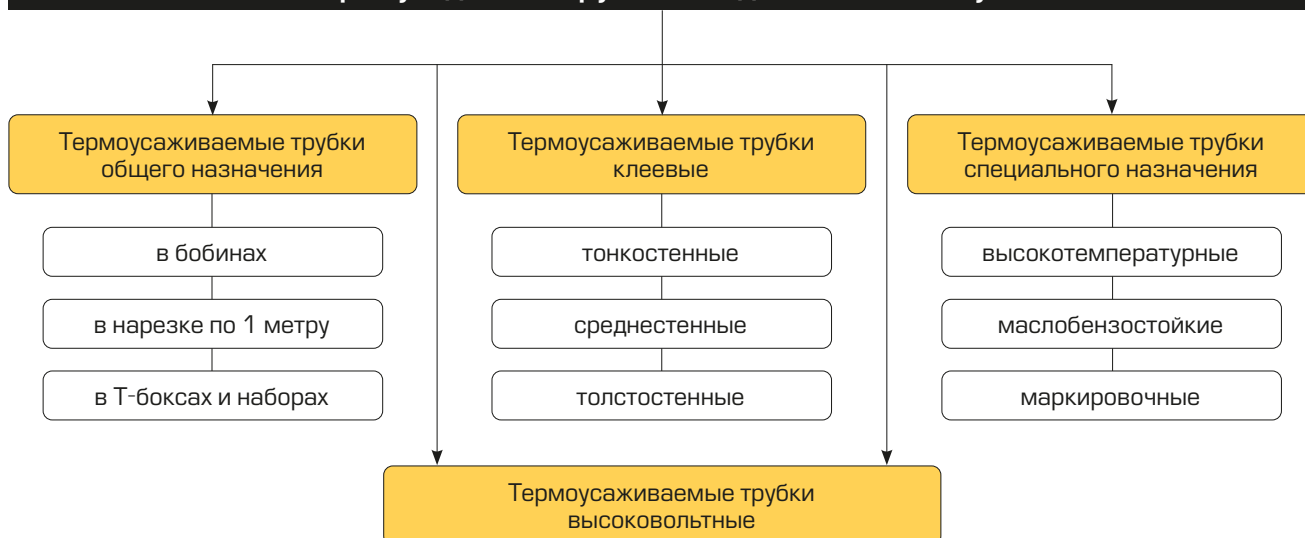 Термоусаживаемые трубки
общего назначения
в бобинах
в нарезке по 1 метру
в Т-боксах и наборах
Термоусаживаемые трубки
клеевые
тонкостенные
среднестенные
толстостенные
Термоусаживаемые трубки
специального назначения
высокотемпературные
маслобензостойкие
маркировочные
Термоусаживаемые трубки
высоковольтные